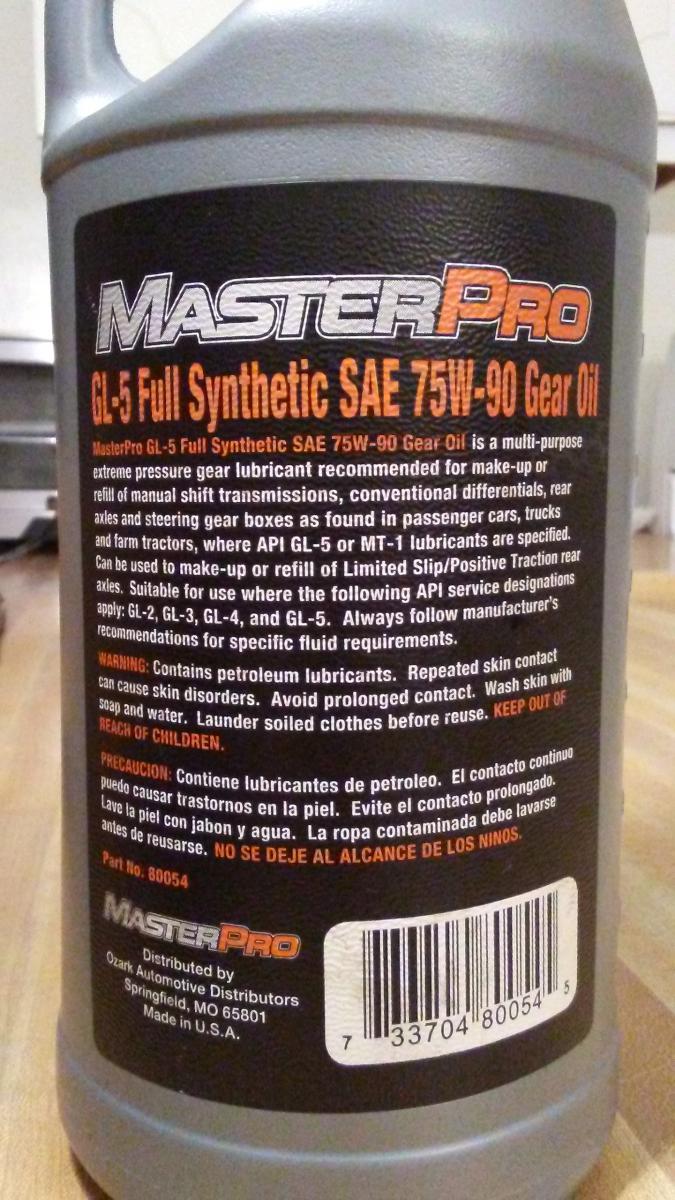 MASTERPRO
GL-5 Full Synthetic SAE 75W-90 Gear Oil
MasterPro GL-5 Full Synthetic SAE 75W-90 Gear Oil is a multi-purpose
extreme pressure gear lubricant recommended for make-up or
refill of manual shift transmissions, conventional differentials, rear
axles and steering gear boxes as found in passenger cars, trucks
and farm tractors, where API GL-5 or MT-1 lubricants are specified.
Can be used to make-up or refill of Limited Slip/Positive Traction rear
axles. Suitable for use where the following API service designations
apply: GL-2, GL-3, GL-4, and GL-5. Always follow manufacturer's
recommendations for specific fluid requirements.
WARNING: Contains petroleum lubricants. Repeated skin contact
can cause skin disorders. Avoid prolonged contact. Wash skin with
soap and water. Launder soiled clothes before reuse. KEEP OUT OF
REACH OF CHILDREN.
PRECAUCION: Contiene lubricantes de petroleo. El contacto continuo
puedo causar trastornos en la piel. Evite el contacto prolongado.
Lave la piel con jabon y agua. La ropa contaminada debe lavarse
antes de reusarse. NO SE DEJE AL ALCANCE DE LOS NINOS.
Part No. 80054
MASTERPRO
Distributed by
Ozark Automotive Distributors
Springfield, MO 65801
Made in U.S.A.
7 33704 80054 5